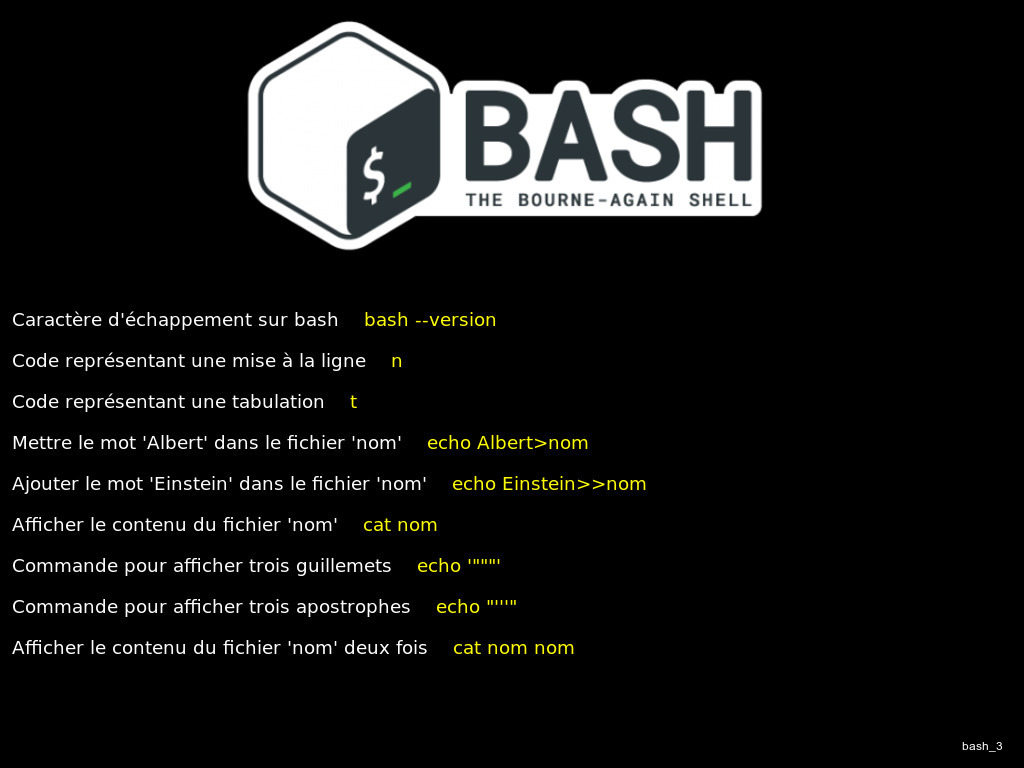 $_
BASH
THE BOURNE-AGAIN SHELL
Caractère d'échappement sur bash bash --version
Code représentant une mise à la ligne n
Code représentant une tabulation t
Mettre le mot 'Albert' dans le fichier 'nom' echo Albert>nom
Ajouter le mot 'Einstein' dans le fichier 'nom' echo Einstein>>nom
Afficher le contenu du fichier 'nom' cat nom
Commande pour afficher trois guillemets echo '"""'
Commande pour afficher trois apostrophes echo "'''"
Afficher le contenu du fichier 'nom' deux fois cat nom nom
bash_3